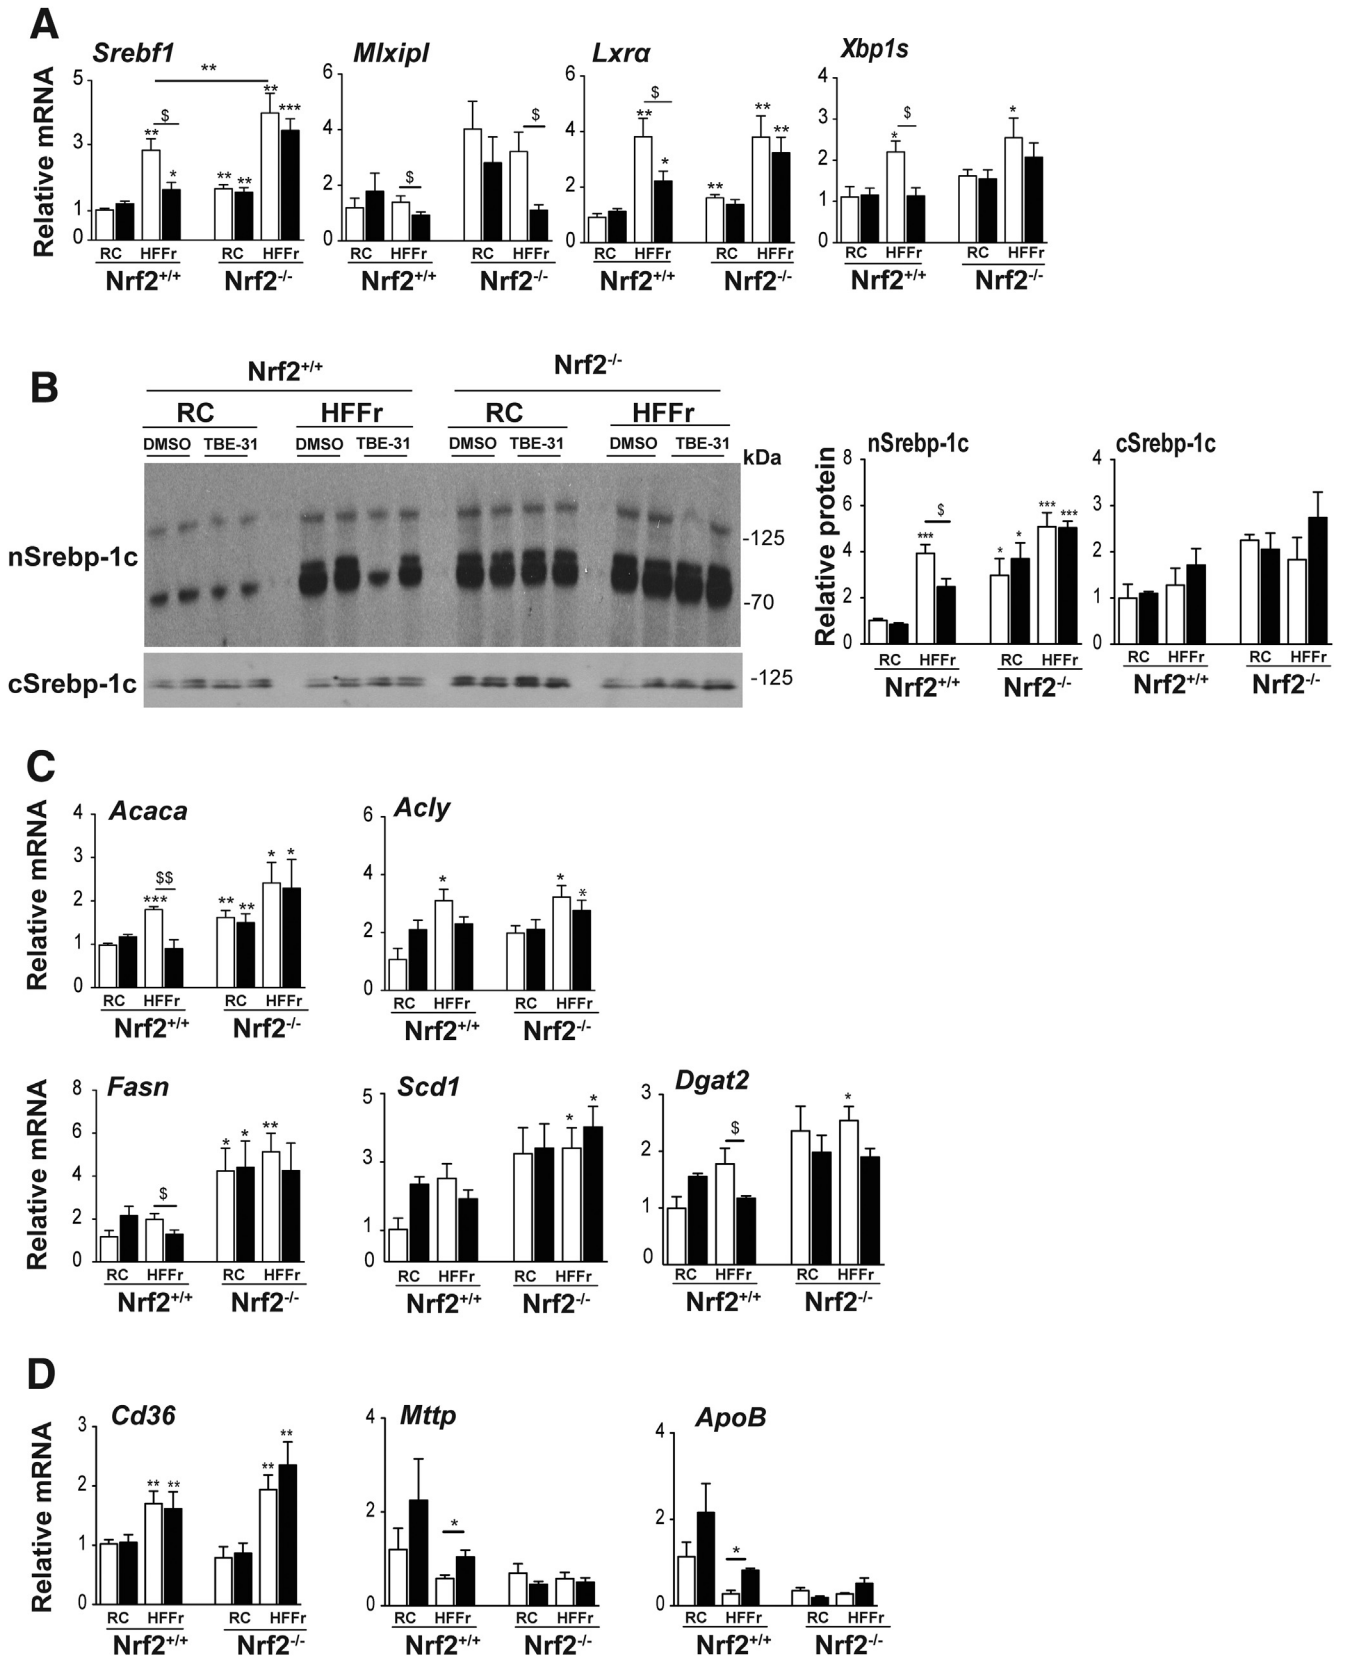 A
Srebf1
Mlxipl
Lxrα
Xbp1s
Relative mRNA
5
3
1
0
**
**
$
*
**
**
**
***
RC HFFr RC HFFr
Nrf2+/+ Nrf2-/-
6
4
2
0
$
$
RC HFFr RC HFFr
Nrf2+/+ Nrf2-/-
6
4
2
0
**
$
*
**
**
**
RC HFFr RC HFFr
Nrf2+/+ Nrf2-/-
4
3
2
1
0
*
$
*
RC HFFr RC HFFr
Nrf2+/+ Nrf2-/-
B
Nrf2+/+ Nrf2-/-
RC HFFr RC HFFr
DMSO TBE-31 DMSO TBE-31 DMSO TBE-31 DMSO TBE-31
kDa
nSrebp-1c
-125
-70
cSrebp-1c
-125
nSrebp-1c
Relative protein
8
6
4
2
0
***
$
*
*
***
***
RC HFFr RC HFFr
Nrf2+/+ Nrf2-/-
cSrebp-1c
4
3
2
1
0
RC HFFr RC HFFr
Nrf2+/+ Nrf2-/-
C
Acaca
Relative mRNA
4
3
2
1
0
***
$$
**
**
*
*
RC HFFr RC HFFr
Nrf2+/+ Nrf2-/-
Acly
6
4
2
0
*
*
*
RC HFFr RC HFFr
Nrf2+/+ Nrf2-/-
Fasn
Relative mRNA
8
6
4
2
0
$
*
*
**
RC HFFr RC HFFr
Nrf2+/+ Nrf2-/-
Scd1
5
3
1
0
*
*
RC HFFr RC HFFr
Nrf2+/+ Nrf2-/-
Dgat2
3
2
1
0
$
*
RC HFFr RC HFFr
Nrf2+/+ Nrf2-/-
D
Cd36
Relative mRNA
3
2
1
0
**
**
**
**
RC HFFr RC HFFr
Nrf2+/+ Nrf2-/-
Mttp
4
2
0
*
RC HFFr RC HFFr
Nrf2+/+ Nrf2-/-
ApoB
4
2
0
*
RC HFFr RC HFFr
Nrf2+/+ Nrf2-/-